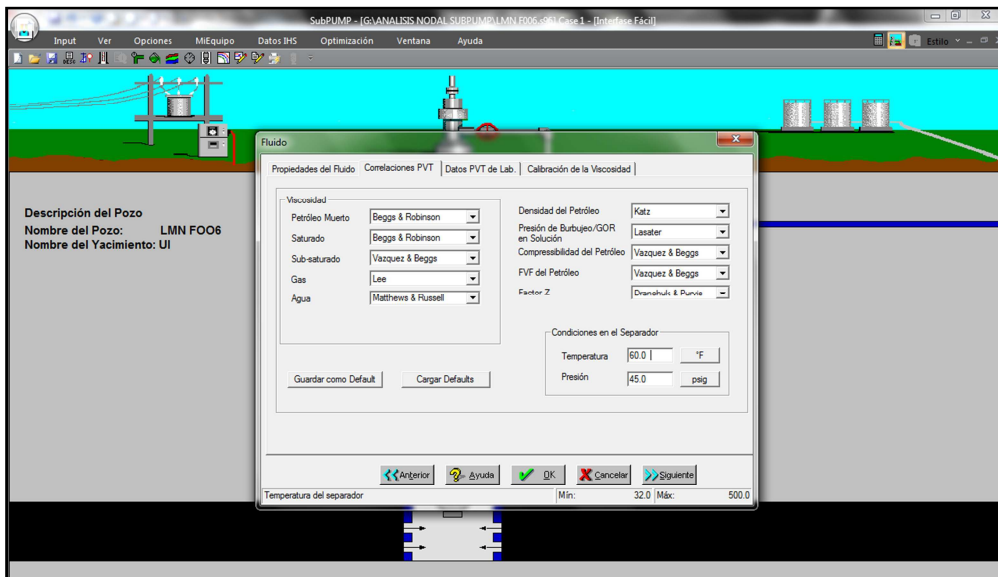 SubPUMP - [G:\ANALISIS NODAL SUBPUMP\LMN F006.s96] Case 1 - [Interfase Fácil]
Input Ver Opciones MiEquipo Datos IHS Optimización Ventana Ayuda Estilo
Descripción del Pozo
Nombre del Pozo: LMN FOO6
Nombre del Yacimiento: UI
Fluido
Propiedades del Fluido Correlaciones PVT Datos PVT de Lab. Calibración de la Viscosidad
Viscosidad
Petróleo Muerto Beggs & Robinson
Saturado Beggs & Robinson
Sub-saturado Vazquez & Beggs
Gas Lee
Agua Matthews & Russell
Densidad del Petróleo Katz
Presión de Burbujeo/GOR
en Solución Lasater
Compressibilidad del Petróleo Vazquez & Beggs
FVF del Petróleo Vazquez & Beggs
Factor Z Dranchuk & Purvis
Condiciones en el Separador
Temperatura 60.0 °F
Presión 45.0 psig
Guardar como Default Cargar Defaults
Anterior Ayuda OK Cancelar Siguiente
Temperatura del separador Mín: 32.0 Máx: 500.0